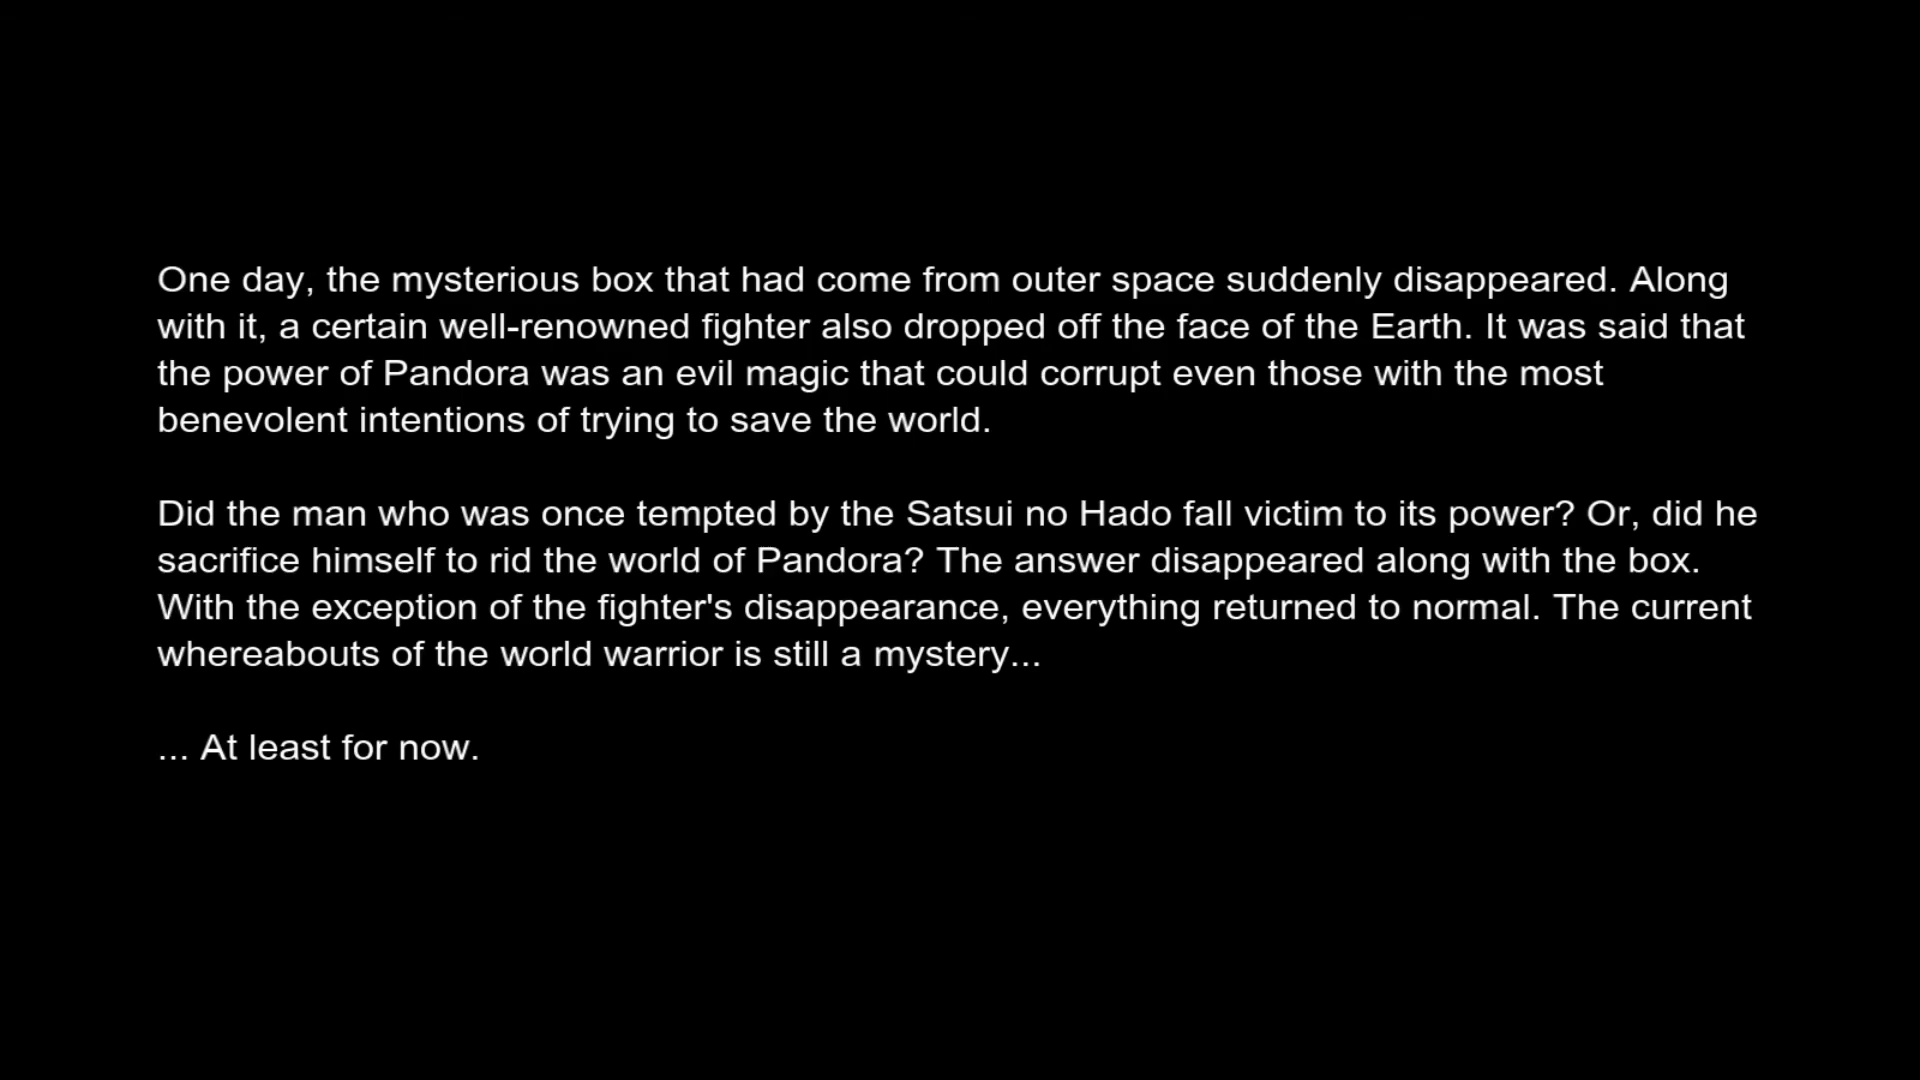 One day, the mysterious box that had come from outer space suddenly disappeared. Along
with it, a certain well-renowned fighter also dropped off the face of the Earth. It was said that
the power of Pandora was an evil magic that could corrupt even those with the most
benevolent intentions of trying to save the world.
Did the man who was once tempted by the Satsui no Hado fall victim to its power? Or, did he
sacrifice himself to rid the world of Pandora? The answer disappeared along with the box.
With the exception of the fighter's disappearance, everything returned to normal. The current
whereabouts of the world warrior is still a mystery...
... At least for now.